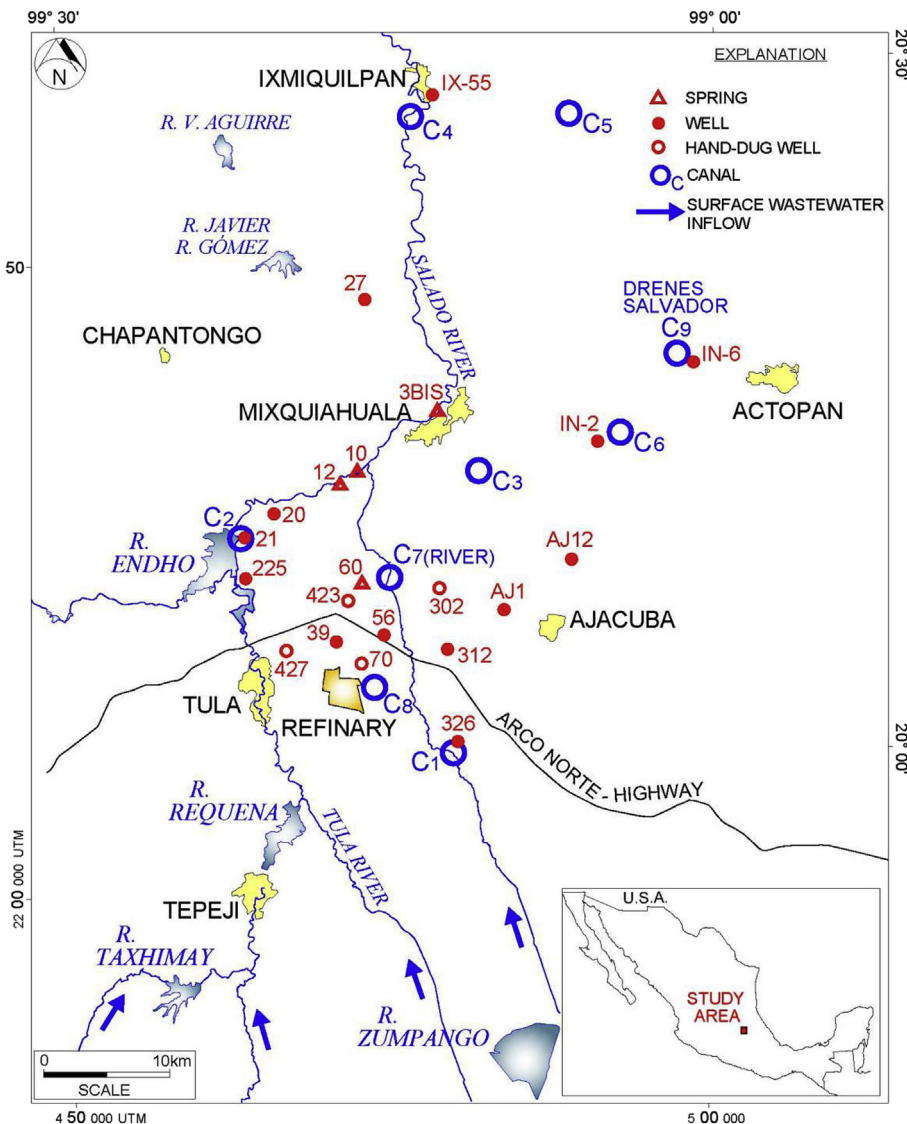 99° 30'
99° 00'
20° 30'
N
IXMIQUILPAN
IX-55
EXPLANATION
SPRING
WELL
HAND-DUG WELL
C CANAL
SURFACE WASTEWATER
INFLOW
R. V. AGUIRRE
C4
C5
R. JAVIER
R. GÓMEZ
50
27
SALADO RIVER
DRENES
SALVADOR
C9
IN-6
CHAPANTONGO
3BIS
MIXQUIAHUALA
ACTOPAN
IN-2
C6
10
12
C3
C2
20
21
R.
ENDHO
225
AJ12
C7(RIVER)
60
423
302
AJ1
AJACUBA
56
39
312
427
70
TULA
REFINARY
C8
326
C1
ARCO NORTE - HIGHWAY
20° 00'
R.
REQUENA
TULA RIVER
TEPEJI
22 00 000 UTM
R.
TAXHIMAY
R.
ZUMPANGO
U.S.A.
STUDY
AREA
0 10km
SCALE
4 50 000 UTM
5 00 000